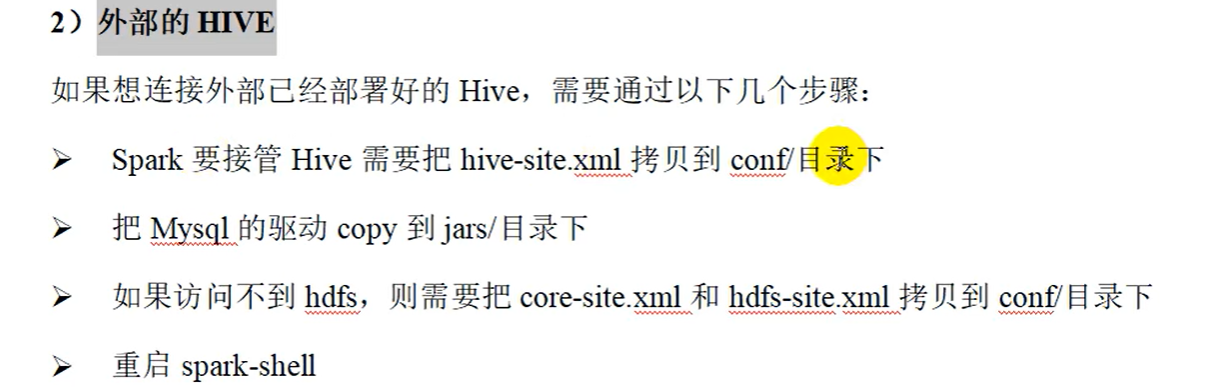 2）外部的 HIVE
如果想连接外部已经部署好的 Hive，需要通过以下几个步骤：
➢ Spark 要接管 Hive 需要把 hive-site.xml 拷贝到 conf/目录下
➢ 把 Mysql 的驱动 copy 到 jars/目录下
➢ 如果访问不到 hdfs，则需要把 core-site.xml 和 hdfs-site.xml 拷贝到 conf/目录下
➢ 重启 spark-shell